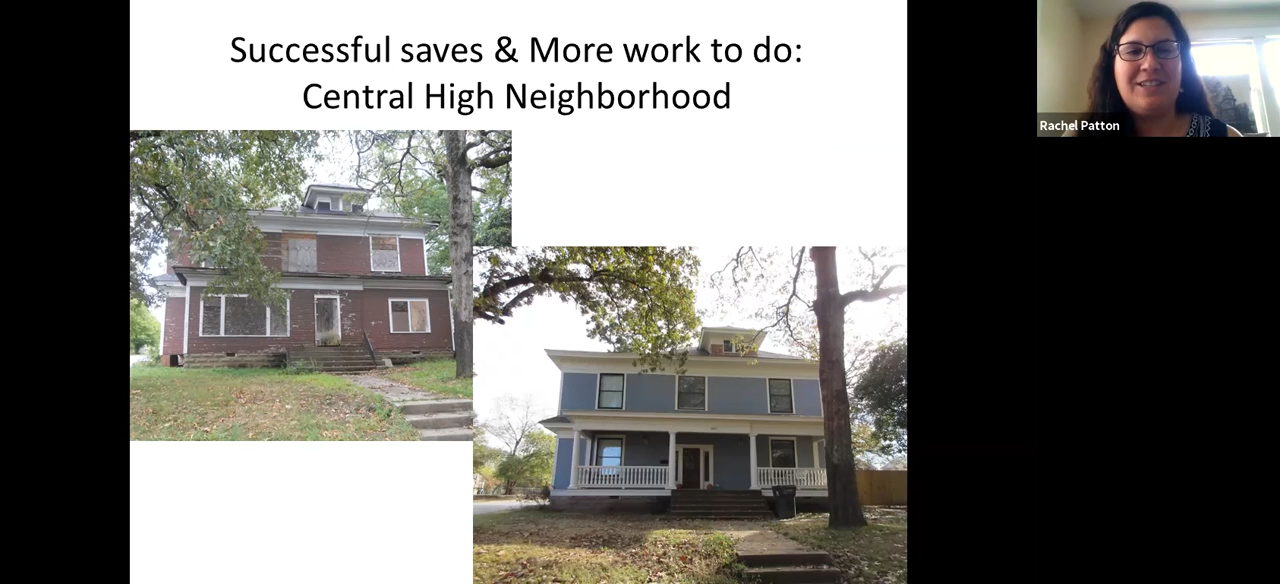 Successful saves & More work to do:
Central High Neighborhood
Rachel Patton